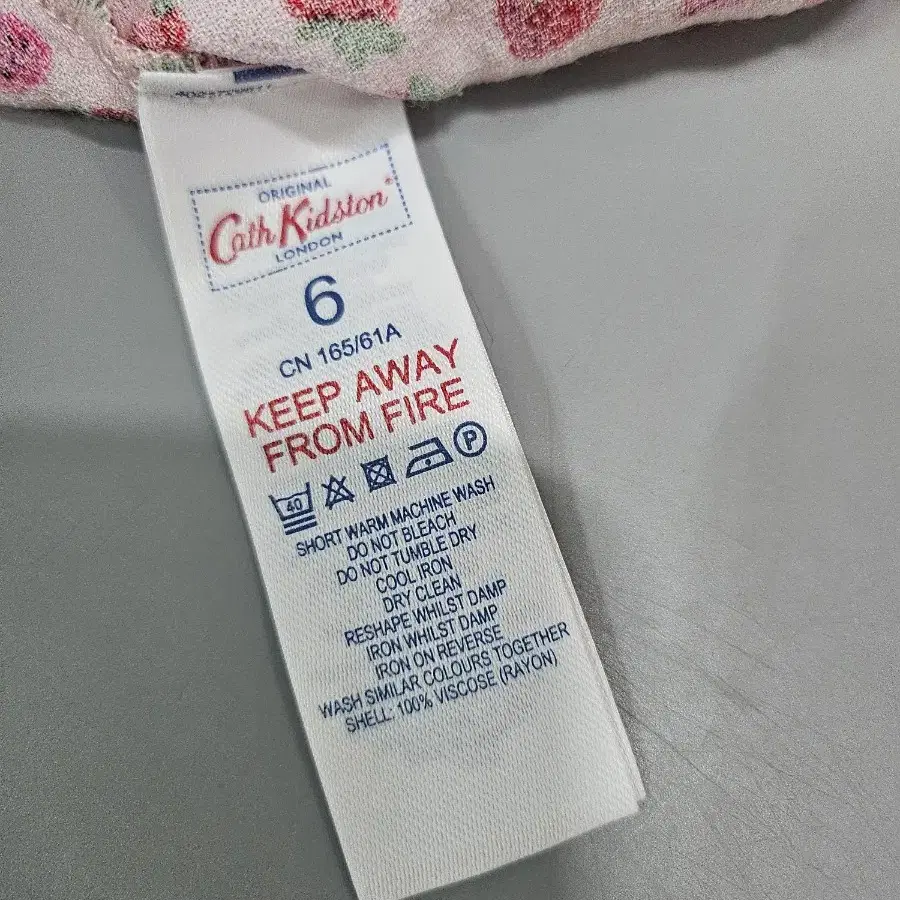 ORIGINAL
Cath Kidston
LONDON
6
CN 165/61A
KEEP AWAY
FROM FIRE
40
P
SHORT WARM MACHINE WASH
DO NOT BLEACH
DO NOT TUMBLE DRY
COOL IRON
DRY CLEAN
RESHAPE WHILST DAMP
IRON WHILST DAMP
IRON ON REVERSE
WASH SIMILAR COLOURS TOGETHER
SHELL: 100% VISCOSE (RAYON)